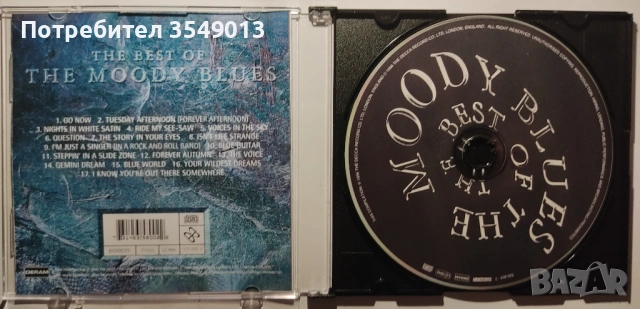 Потребител 3549013
THE BEST OF
THE MOODY BLUES
1. GO NOW 2. TUESDAY AFTERNOON (FOREVER AFTERNOON)
3. NIGHTS IN WHITE SATIN 4. RIDE MY SEE-SAW 5. VOICES IN THE SKY
6. QUESTION 7. THE STORY IN YOUR EYES 8. ISN'T LIFE STRANGE
9. I'M JUST A SINGER (IN A ROCK AND ROLL BAND) 10. BLUE GUITAR
11. STEPPIN' IN A SLIDE ZONE 12. FOREVER AUTUMN 13. THE VOICE
14. GEMINI DREAM 15. BLUE WORLD 16. YOUR WILDEST DREAMS
17. I KNOW YOU'RE OUT THERE SOMEWHERE
DERAM
THE BEST
OF THE
MOODY BLUES
BAZAR